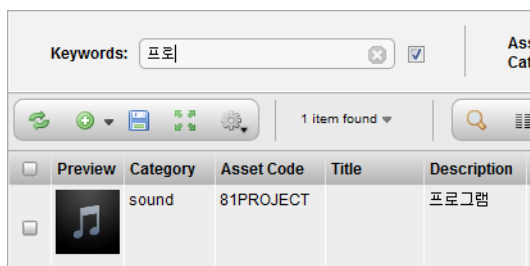 Keywords: 프로
Ass
Cat
1 item found
Preview Category Asset Code Title Description
sound 81PROJECT 프로그램